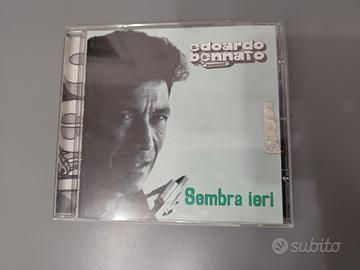 edoardo
bennato
Sembra ieri
subito